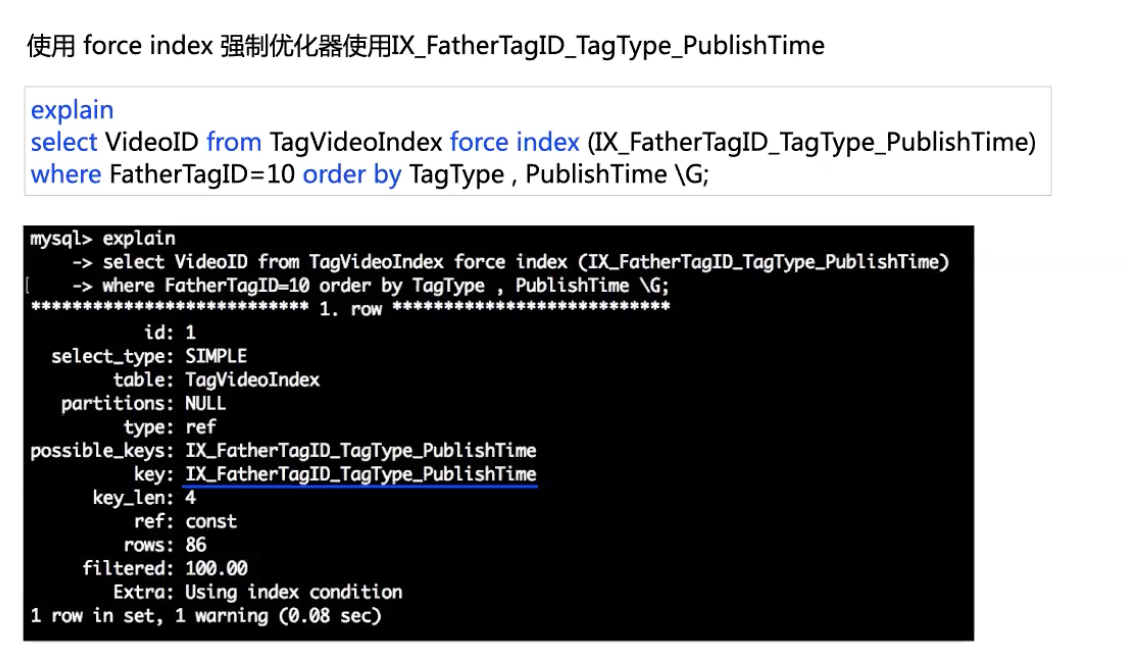 使用 force index 强制优化器使用IX_FatherTagID_TagType_PublishTime
explain
select VideoID from TagVideoIndex force index (IX_FatherTagID_TagType_PublishTime)
where FatherTagID=10 order by TagType , PublishTime \G;
mysql> explain
-> select VideoID from TagVideoIndex force index (IX_FatherTagID_TagType_PublishTime)
[ -> where FatherTagID=10 order by TagType , PublishTime \G;
*************************** 1. row ***************************
id: 1
select_type: SIMPLE
table: TagVideoIndex
partitions: NULL
type: ref
possible_keys: IX_FatherTagID_TagType_PublishTime
key: IX_FatherTagID_TagType_PublishTime
key_len: 4
ref: const
rows: 86
filtered: 100.00
Extra: Using index condition
1 row in set, 1 warning (0.08 sec)